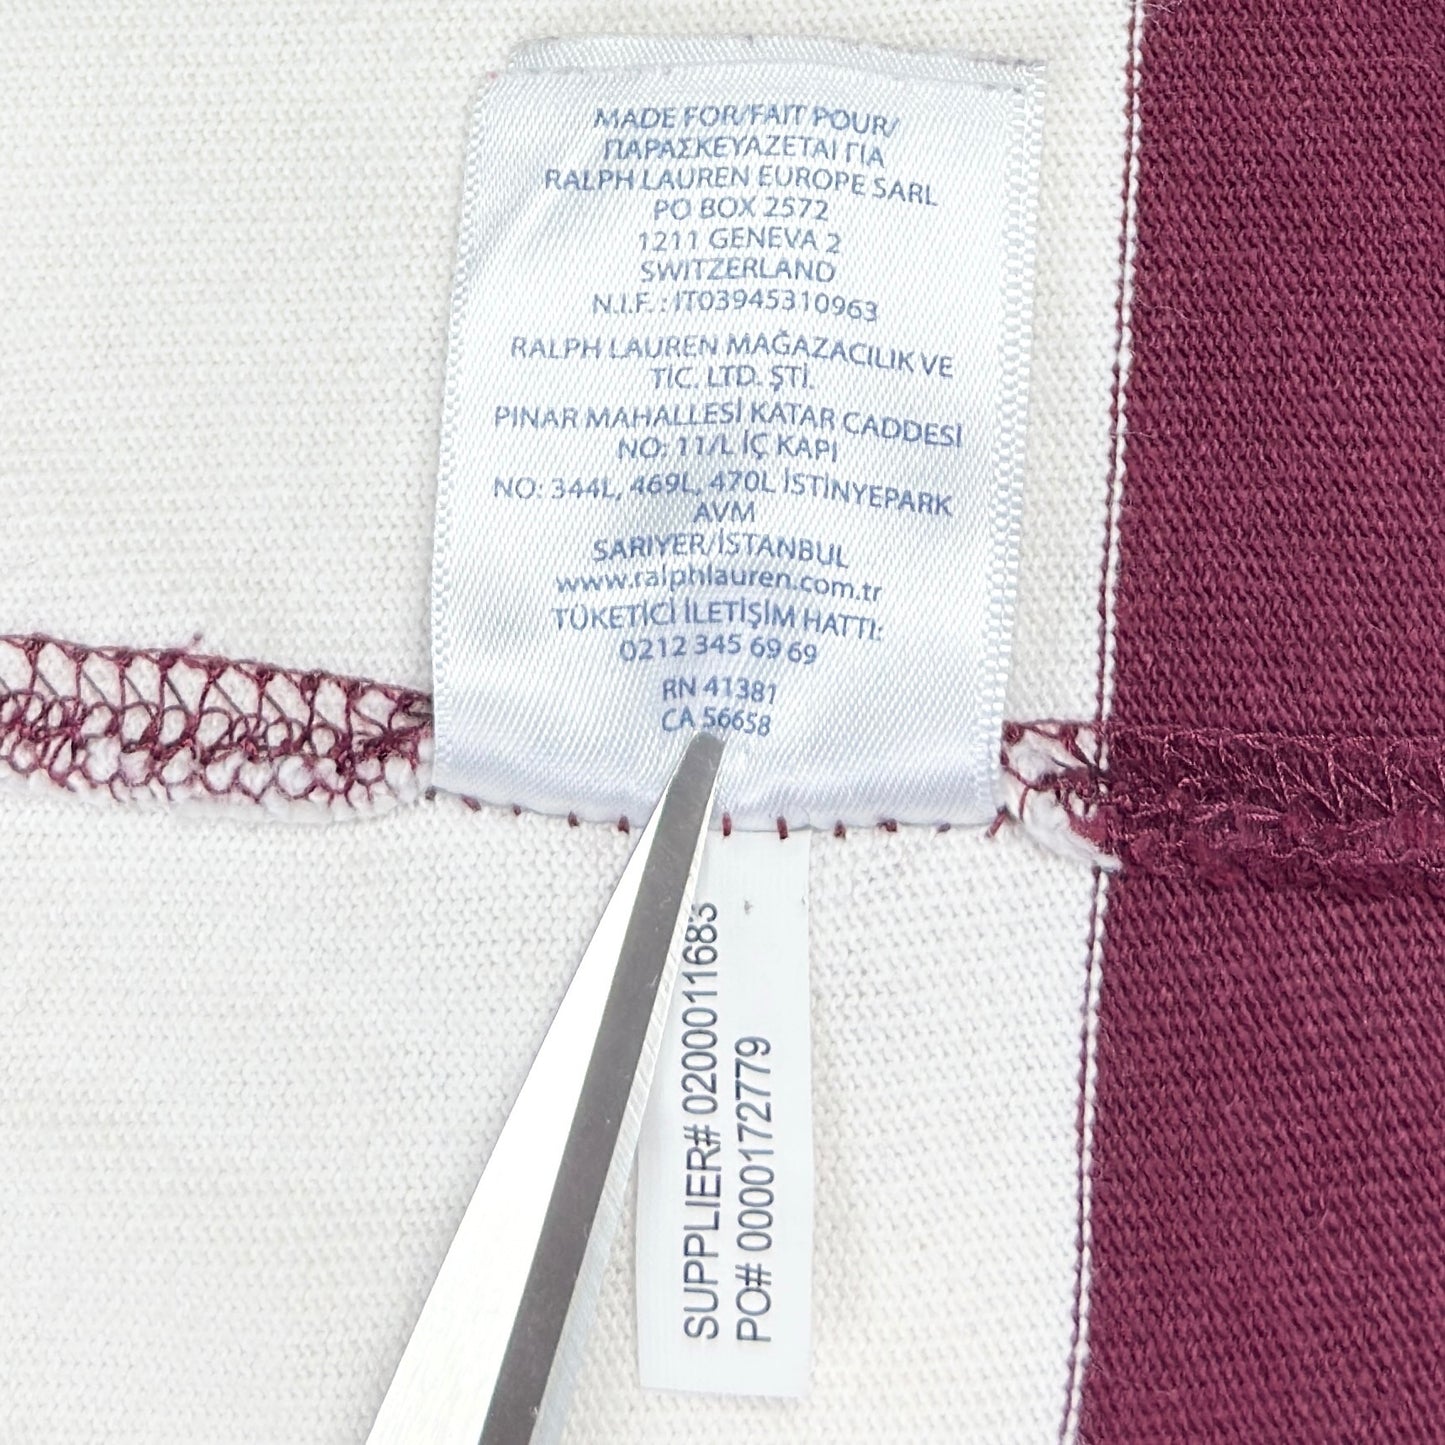 MADE FOR/FAIT POUR/
ΠΑΡΑΣΚΕΥΑΖΕΤΑΙ ΓΙΑ
RALPH LAUREN EUROPE SARL
PO BOX 2572
1211 GENEVA 2
SWITZERLAND
N.I.F. : IT03945310963
RALPH LAUREN MAĞAZACILIK VE
TİC. LTD. ŞTİ.
PINAR MAHALLESİ KATAR CADDESİ
NO: 11/L İÇ KAPI
NO: 344L, 469L, 470L İSTİNYEPARK
AVM
SARIYER/İSTANBUL
www.ralphlauren.com.tr
TÜKETİCİ İLETİŞİM HATTI:
0212 345 69 69
RN 41381
CA 56658
SUPPLIER# 0200011683
PO# 0000172779